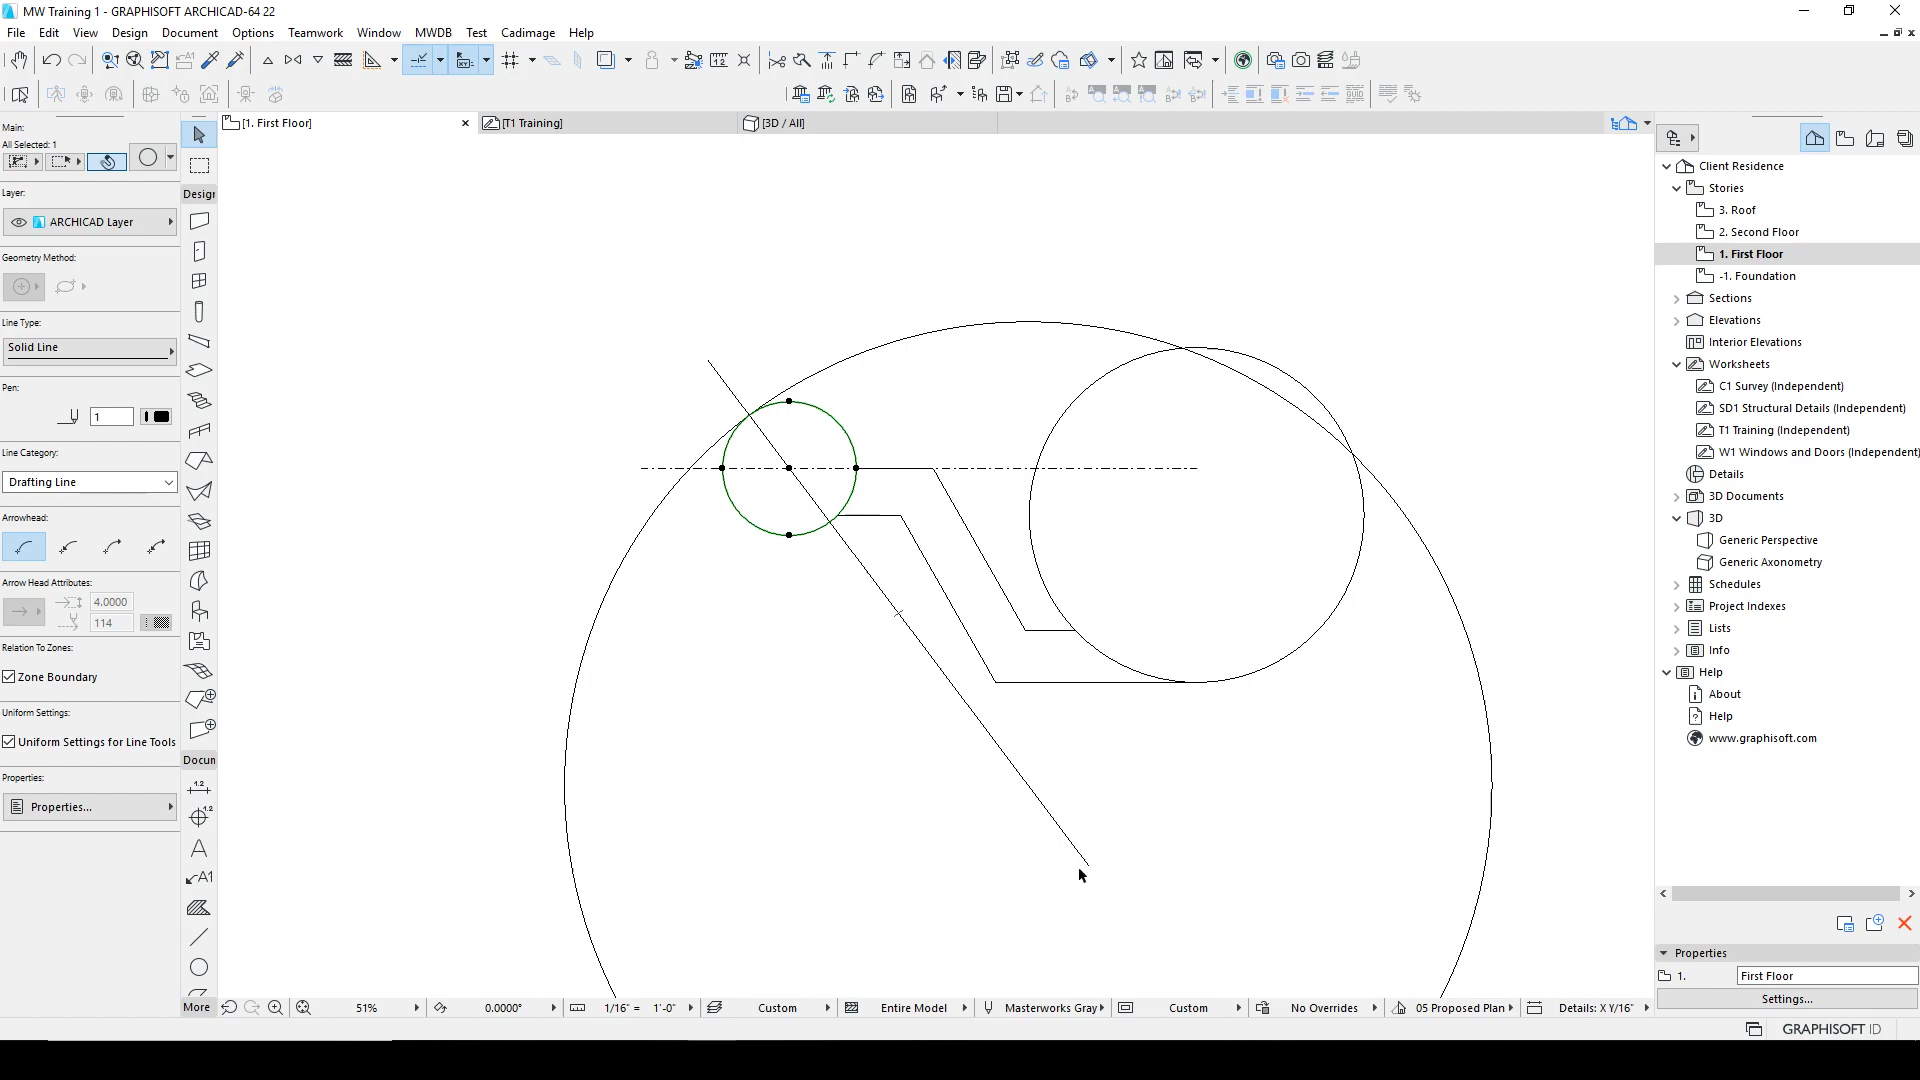 MW Training 1 - GRAPHISOFT ARCHICAD-64 22
File Edit View Design Document Options Teamwork Window MWDB Test Cadimage Help
[1. First Floor]
[T1 Training]
[3D / All]
Main:
All Selected: 1
Layer:
ARCHICAD Layer
Geometry Method:
Line Type:
Solid Line
Pen:
1
Line Category:
Drafting Line
Arrowhead:
Arrow Head Attributes:
4.0000
114
Relation To Zones:
Zone Boundary
Uniform Settings:
Uniform Settings for Line Tools
Properties:
Properties...
Desigr
Docun
1.2
1.2
A
A1
More
Client Residence
Stories
3. Roof
2. Second Floor
1. First Floor
-1. Foundation
Sections
Elevations
Interior Elevations
Worksheets
C1 Survey (Independent)
SD1 Structural Details (Independent)
T1 Training (Independent)
W1 Windows and Doors (Independent)
Details
3D Documents
3D
Generic Perspective
Generic Axonometry
Schedules
Project Indexes
Lists
Info
Help
About
Help
www.graphisoft.com
Properties
1.
First Floor
Settings...
51%
0.0000°
1/16" = 1'-0"
Custom
Entire Model
Masterworks Gray
Custom
No Overrides
05 Proposed Plan
Details: X Y/16"
GRAPHISOFT ID